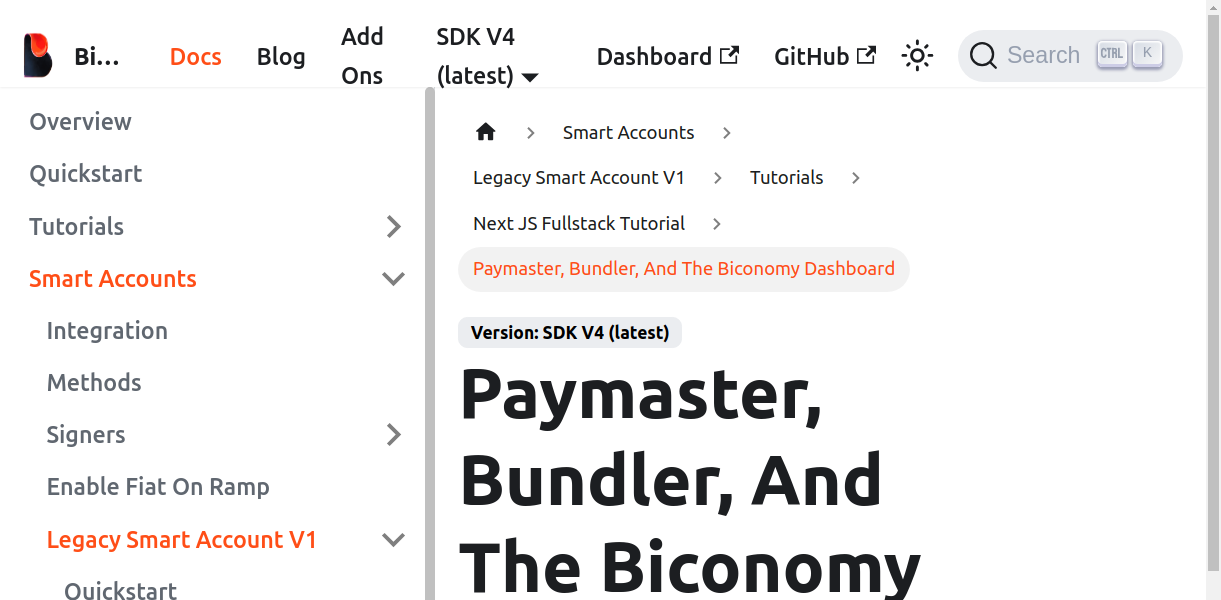 Bi...
Docs
Blog
Add
Ons
SDK V4
(latest)
Dashboard
GitHub
Search
CTRL
K
Overview
Quickstart
Tutorials
Smart Accounts
Integration
Methods
Signers
Enable Fiat On Ramp
Legacy Smart Account V1
Quickstart
Smart Accounts
Legacy Smart Account V1
Tutorials
Next JS Fullstack Tutorial
Paymaster, Bundler, And The Biconomy Dashboard
Version: SDK V4 (latest)
Paymaster,
Bundler, And
The Biconomy